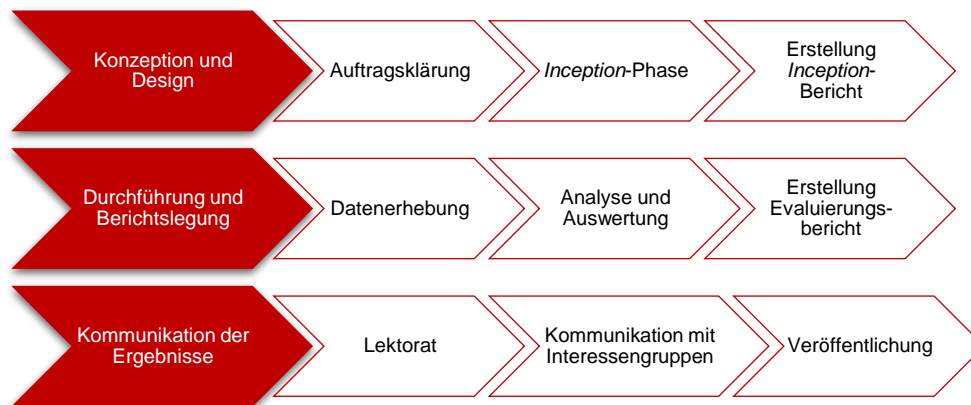 Konzeption und
Design
Auftragsklärung
Inception-Phase
Erstellung
Inception-
Bericht
Durchführung und
Berichtslegung
Datenerhebung
Analyse und
Auswertung
Erstellung
Evaluierungs-
bericht
Kommunikation der
Ergebnisse
Lektorat
Kommunikation mit
Interessengruppen
Veröffentlichung